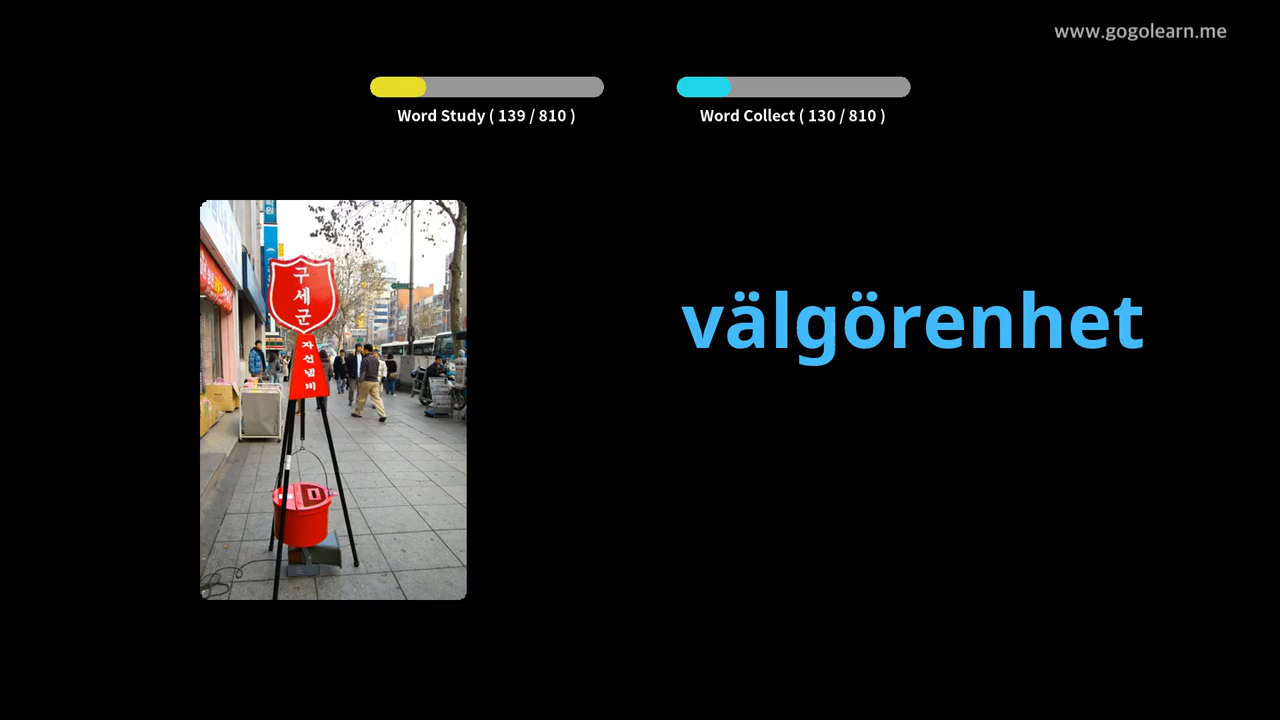 www.gogolearn.me
Word Study ( 139 / 810 )
Word Collect ( 130 / 810 )
구
세
군
자
선
냄
비
välgörenhet